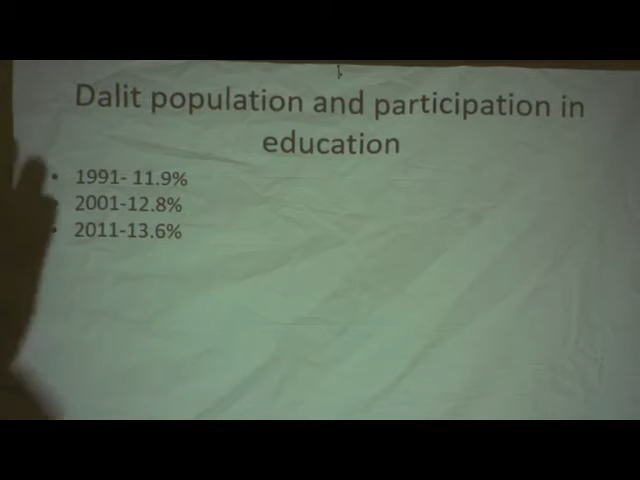 Dalit population and participation in
education
• 1991- 11.9%
• 2001-12.8%
• 2011-13.6%